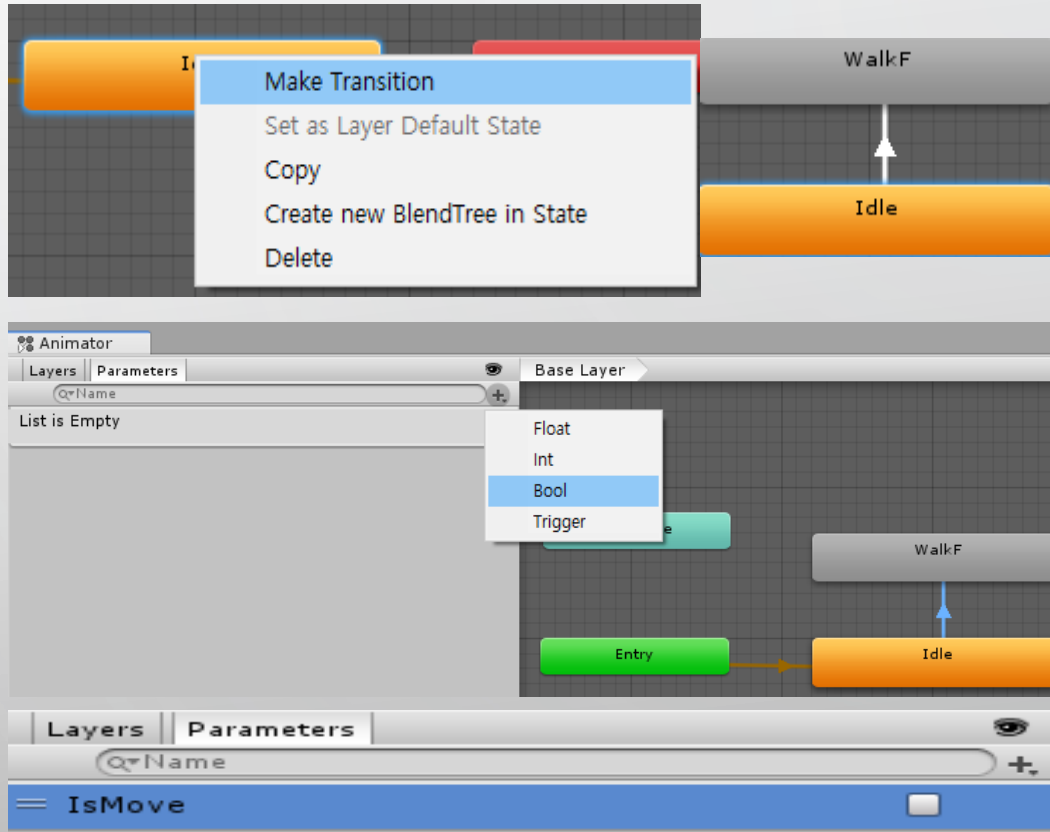 Make Transition
Set as Layer Default State
Copy
Create new BlendTree in State
Delete
WalkF
Idle
Animator
Layers Parameters
Name
List is Empty
Base Layer
Float
Int
Bool
Trigger
WalkF
Entry
Idle
Layers Parameters
Name
IsMove